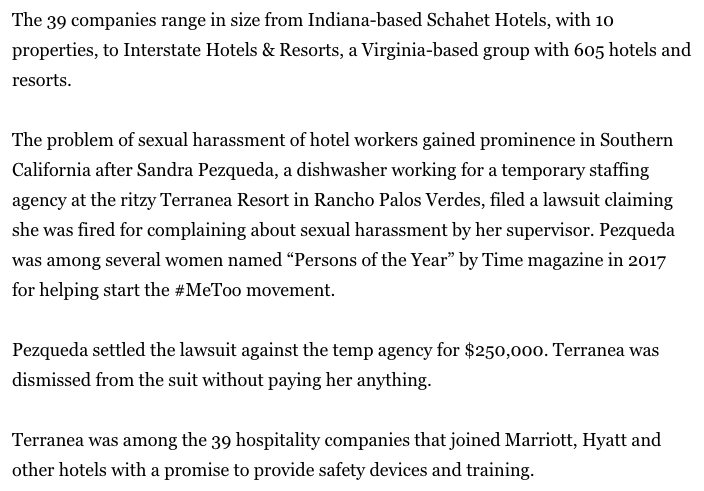 The 39 companies range in size from Indiana-based Schahet Hotels, with 10
properties, to Interstate Hotels & Resorts, a Virginia-based group with 605 hotels and
resorts.
The problem of sexual harassment of hotel workers gained prominence in Southern
California after Sandra Pezqueda, a dishwasher working for a temporary staffing
agency at the ritzy Terranea Resort in Rancho Palos Verdes, filed a lawsuit claiming
she was fired for complaining about sexual harassment by her supervisor. Pezqueda
was among several women named “Persons of the Year” by Time magazine in 2017
for helping start the #MeToo movement.
Pezqueda settled the lawsuit against the temp agency for $250,000. Terranea was
dismissed from the suit without paying her anything.
Terranea was among the 39 hospitality companies that joined Marriott, Hyatt and
other hotels with a promise to provide safety devices and training.